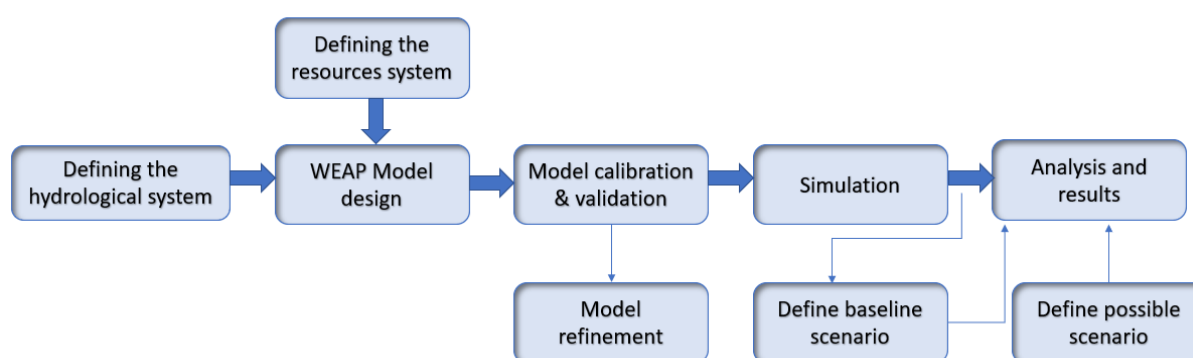 Defining the
resources system
Defining the
hydrological system
WEAP Model
design
Model calibration
& validation
Simulation
Analysis and
results
Model
refinement
Define baseline
scenario
Define possible
scenario